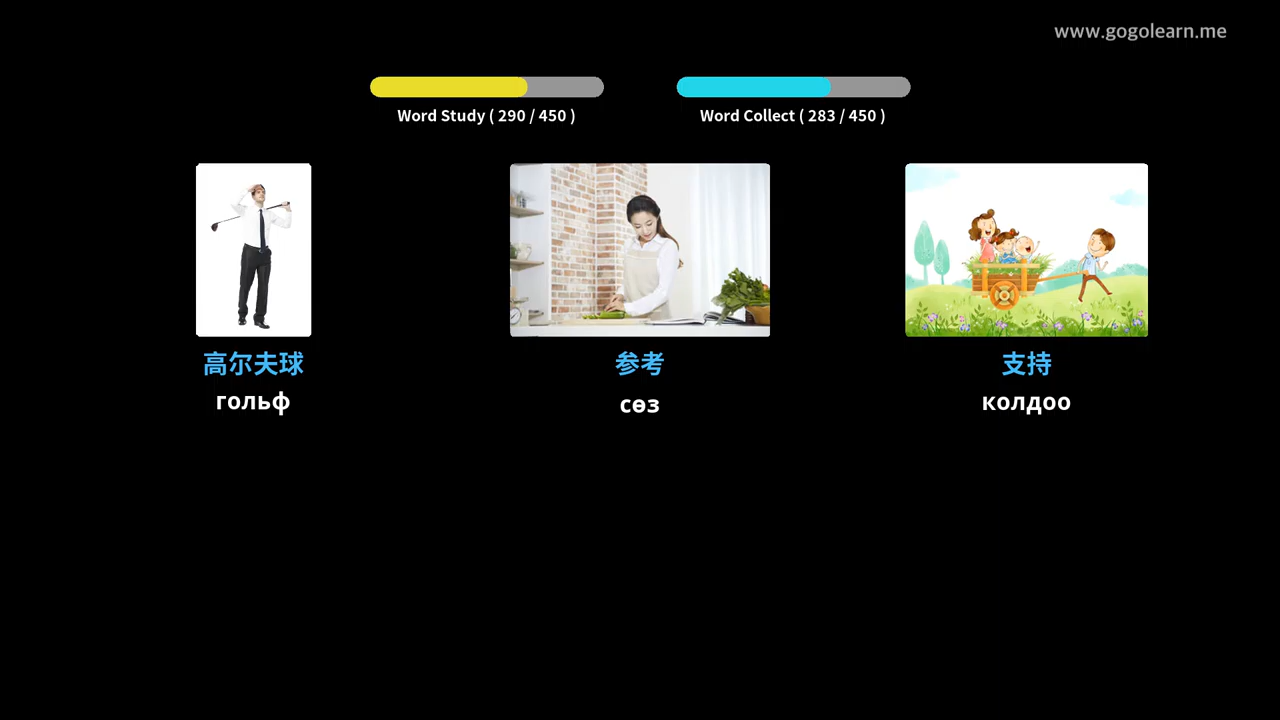 www.gogolearn.me
Word Study ( 290 / 450 )
Word Collect ( 283 / 450 )
高尔夫球
гольф
参考
сөз
支持
колдоо